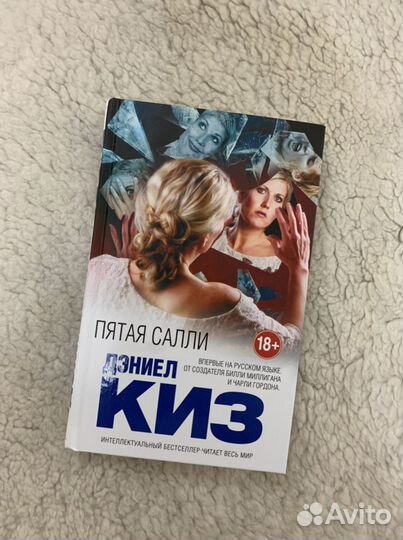 ПЯТАЯ САЛЛИ
18+
ВПЕРВЫЕ НА РУССКОМ ЯЗЫКЕ.
ОТ СОЗДАТЕЛЯ БИЛЛИ МИЛЛИГАНА
И ЧАРЛИ ГОРДОНА.
ДЭНИЕЛ
КИЗ
ИНТЕЛЛЕКТУАЛЬНЫЙ БЕСТСЕЛЛЕР ЧИТАЕТ ВЕСЬ МИР
Avito